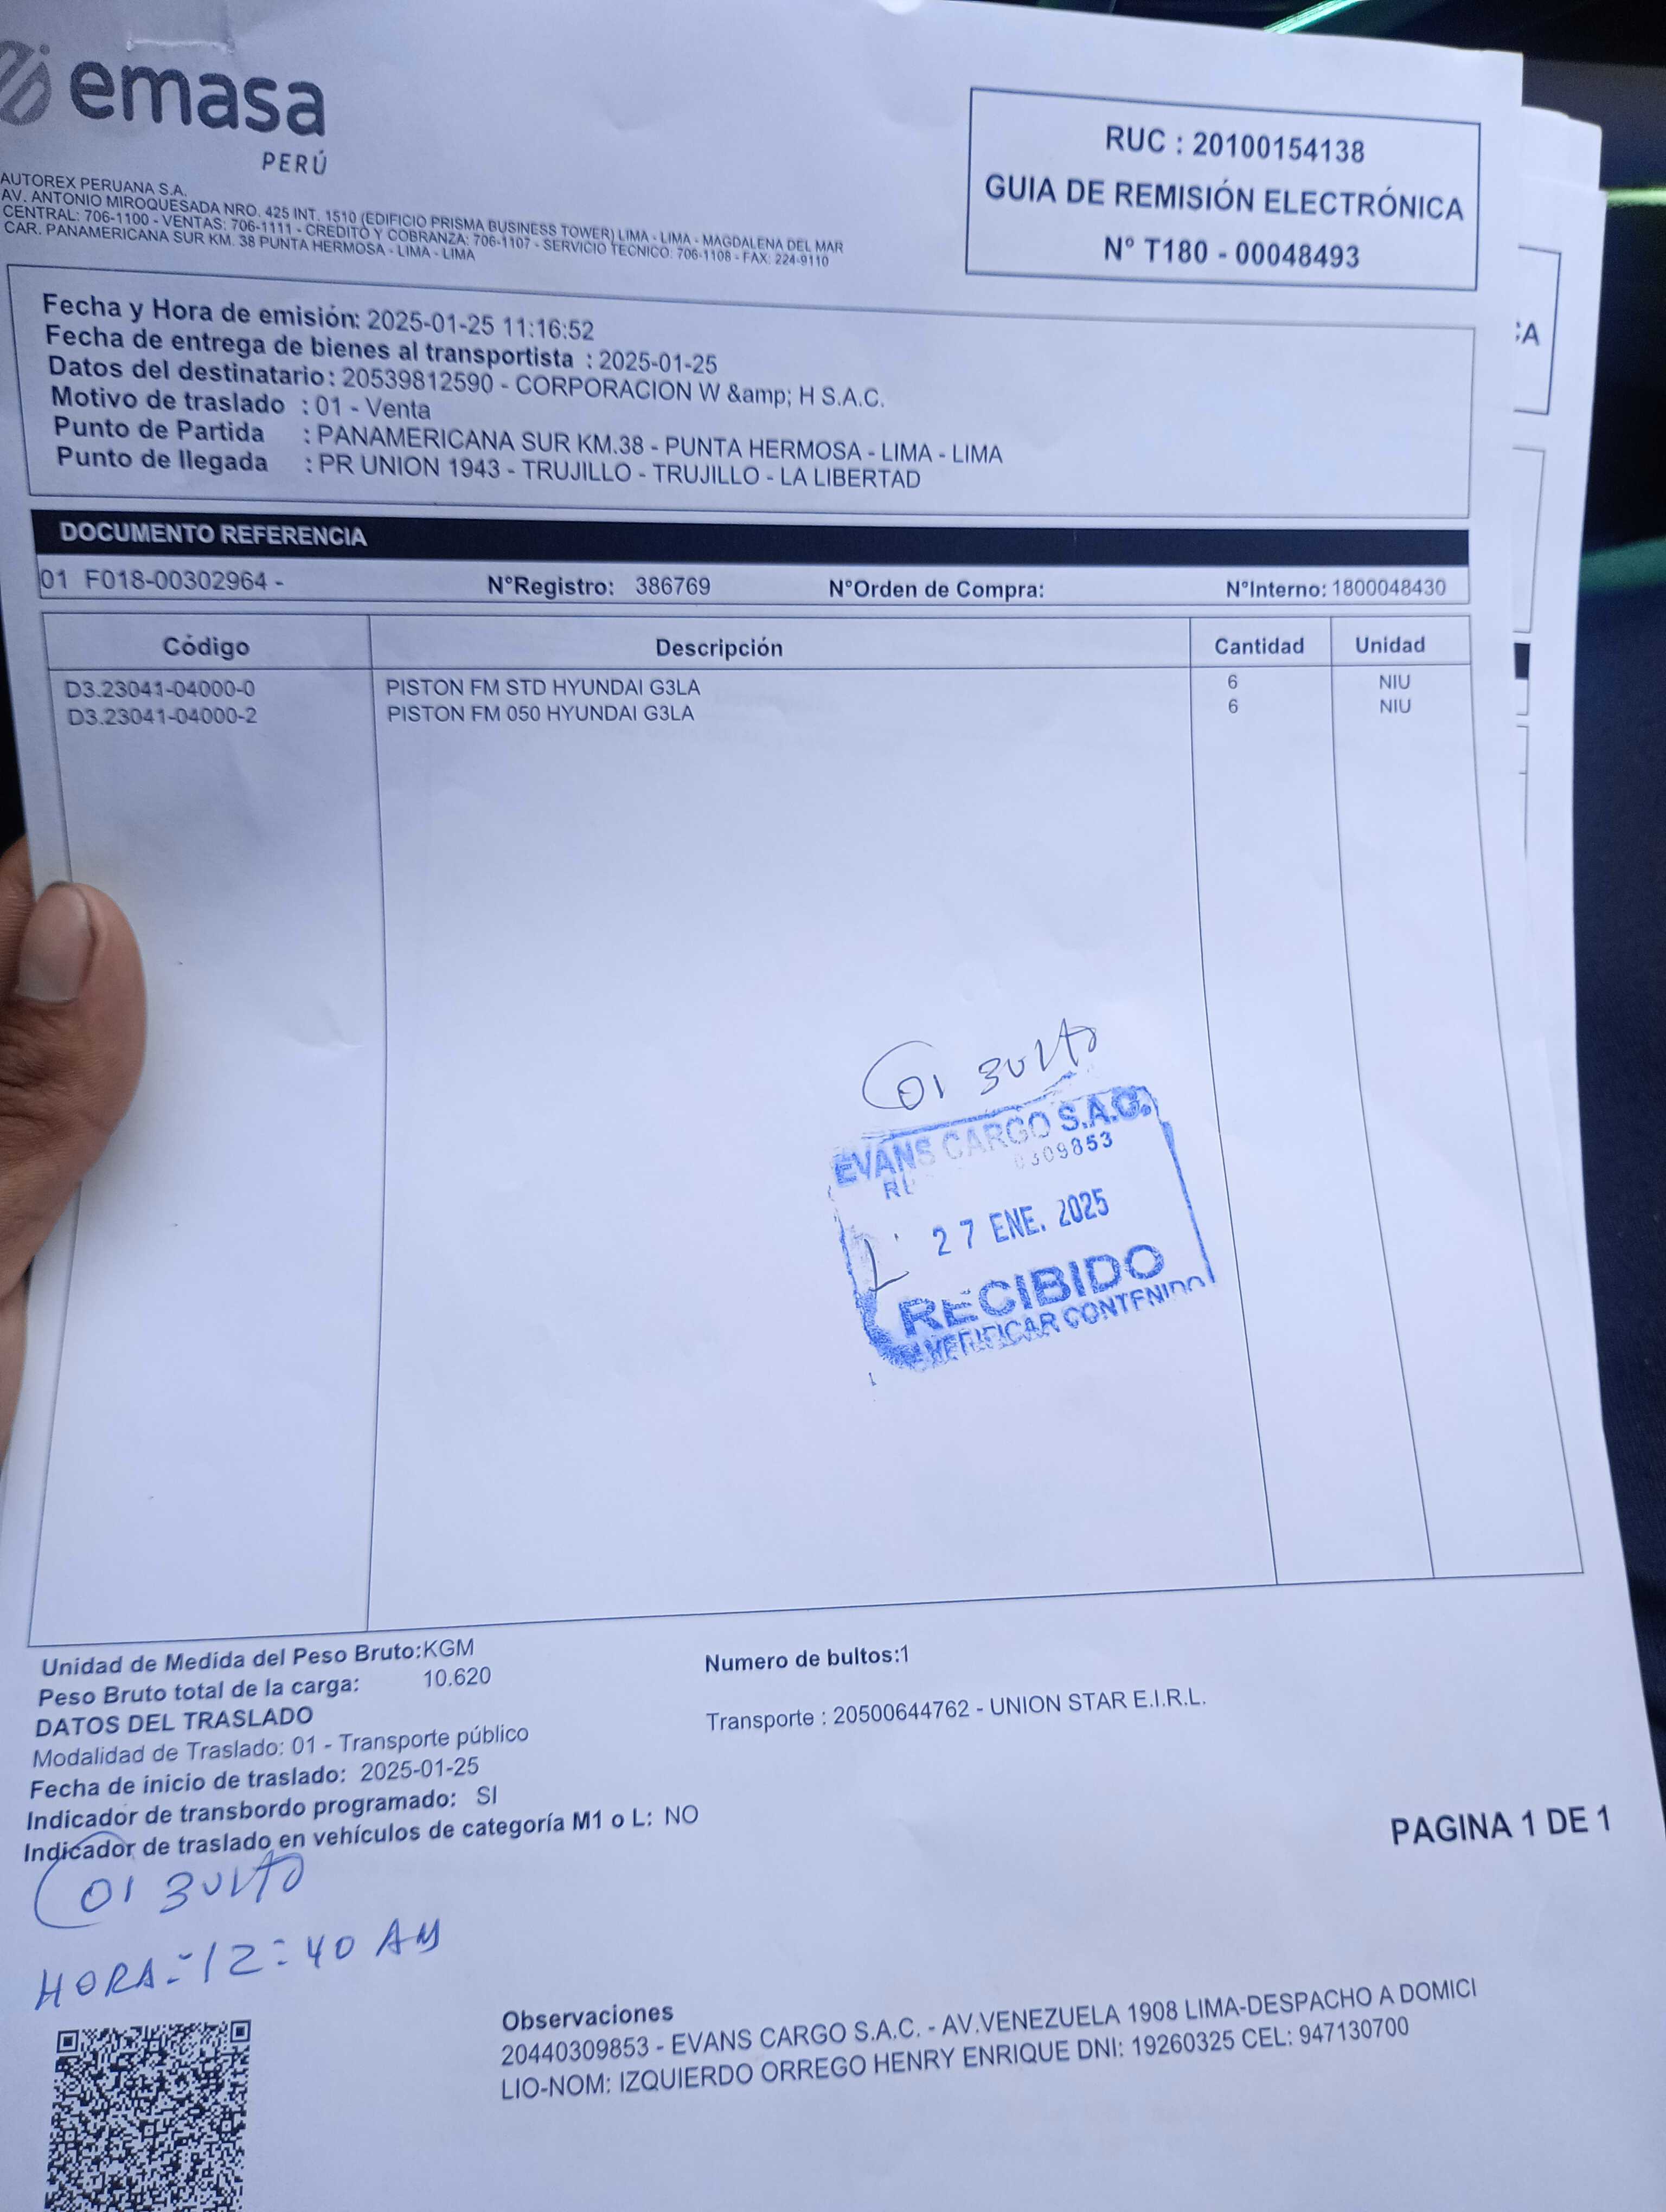 emasa
PERÚ
AUTOREX PERUANA S.A.
AV. ANTONIO MIROQUESADA NRO. 425 INT. 1510 (EDIFICIO PRISMA BUSINESS TOWER) LIMA - LIMA - MAGDALENA DEL MAR
CENTRAL: 706-1100 - VENTAS: 706-1111 - CREDITO Y COBRANZA: 706-1107 - SERVICIO TECNICO: 706-1108 - FAX: 224-9110
CAR. PANAMERICANA SUR KM. 38 PUNTA HERMOSA - LIMA - LIMA
RUC : 20100154138
GUIA DE REMISIÓN ELECTRÓNICA
N° T180 - 00048493
:A
Fecha y Hora de emisión: 2025-01-25 11:16:52
Fecha de entrega de bienes al transportista : 2025-01-25
Datos del destinatario : 20539812590 - CORPORACION W &amp; H S.A.C.
Motivo de traslado : 01 - Venta
Punto de Partida : PANAMERICANA SUR KM.38 - PUNTA HERMOSA - LIMA - LIMA
Punto de llegada : PR UNION 1943 - TRUJILLO - TRUJILLO - LA LIBERTAD
DOCUMENTO REFERENCIA
01 F018-00302964 - N°Registro: 386769 N°Orden de Compra: N°Interno: 1800048430
Código Descripción Cantidad Unidad
D3.23041-04000-0 PISTON FM STD HYUNDAI G3LA 6 NIU
D3.23041-04000-2 PISTON FM 050 HYUNDAI G3LA 6 NIU
01 BULTO
EVANS CARGO S.A.C.
0309853
27 ENE. 2025
RECIBIDO
VERIFICAR CONTENIDO
Unidad de Medida del Peso Bruto:KGM
Peso Bruto total de la carga: 10.620
Numero de bultos:1
DATOS DEL TRASLADO
Modalidad de Traslado: 01 - Transporte público
Transporte : 20500644762 - UNION STAR E.I.R.L.
Fecha de inicio de traslado: 2025-01-25
Indicador de transbordo programado: SI
Indicador de traslado en vehículos de categoría M1 o L: NO
PAGINA 1 DE 1
01 BULTO
HORA=12:40 AM
Observaciones
20440309853 - EVANS CARGO S.A.C. - AV.VENEZUELA 1908 LIMA-DESPACHO A DOMICI
LIO-NOM: IZQUIERDO ORREGO HENRY ENRIQUE DNI: 19260325 CEL: 947130700